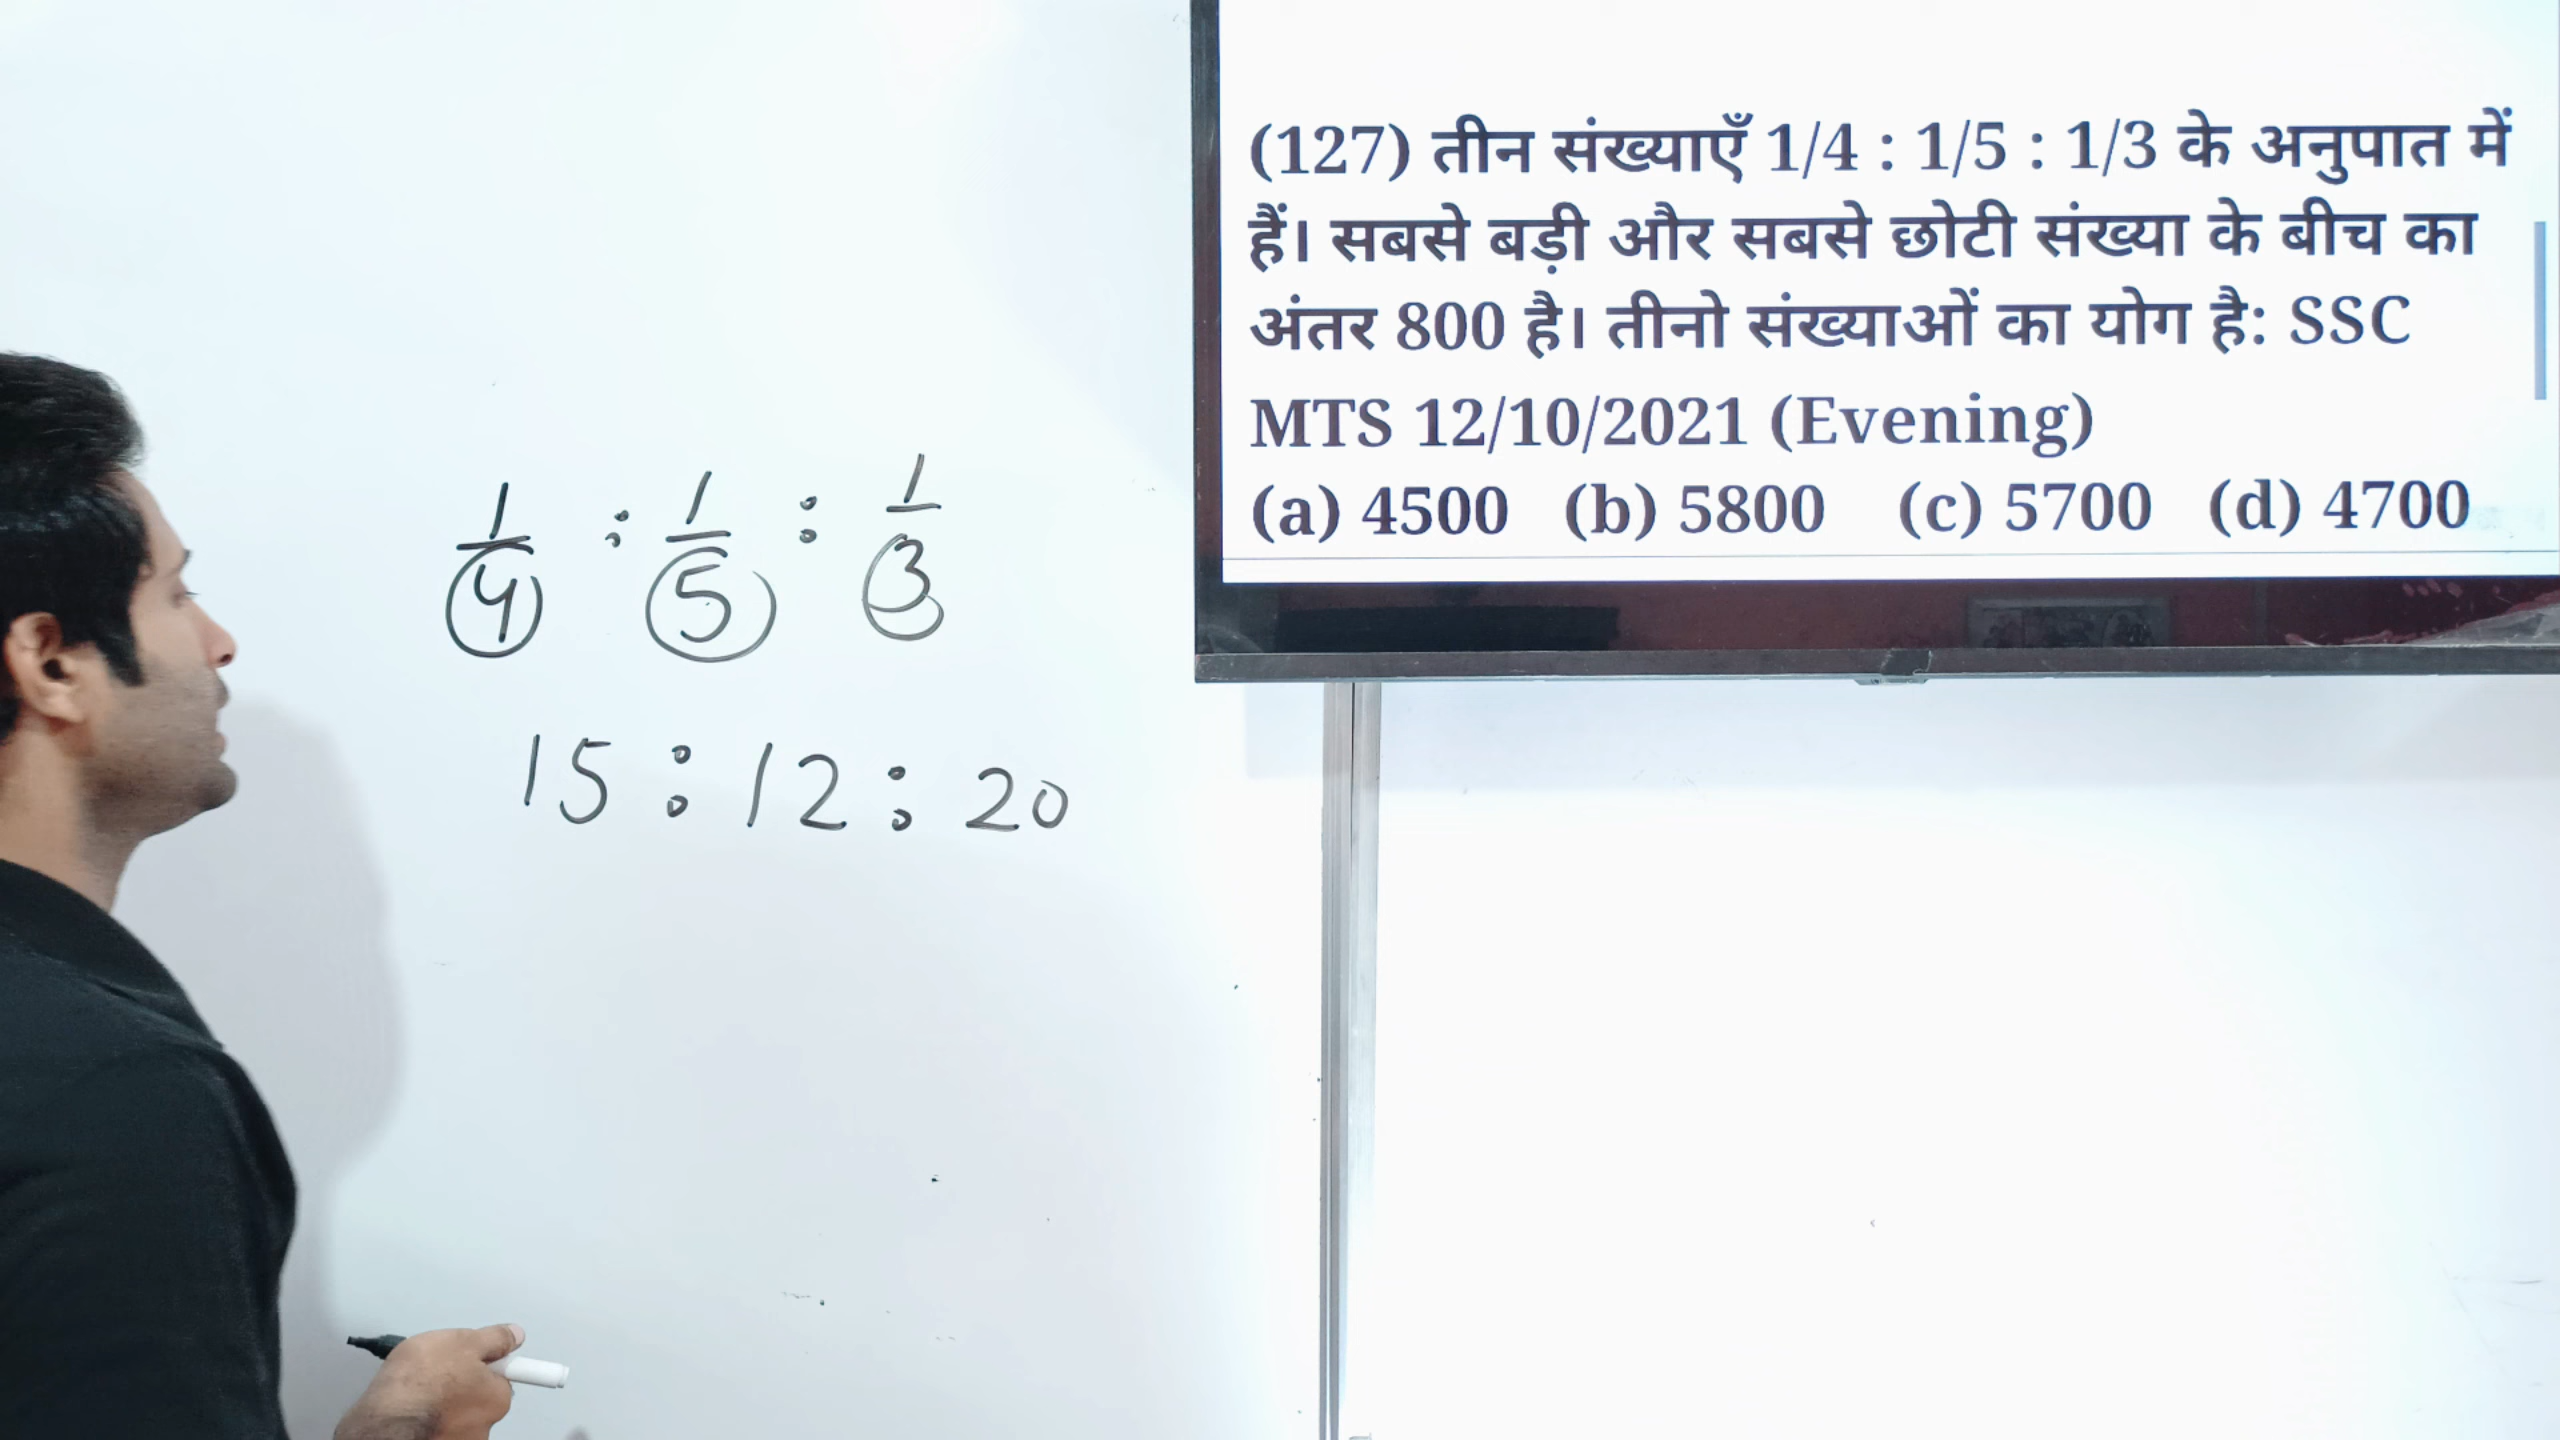 (127) तीन संख्याएँ 1/4 : 1/5 : 1/3 के अनुपात में
हैं। सबसे बड़ी और सबसे छोटी संख्या के बीच का
अंतर 800 है। तीनो संख्याओं का योग है: SSC
MTS 12/10/2021 (Evening)
(a) 4500 (b) 5800 (c) 5700 (d) 4700
1/4 : 1/5 : 1/3
15 : 12 : 20